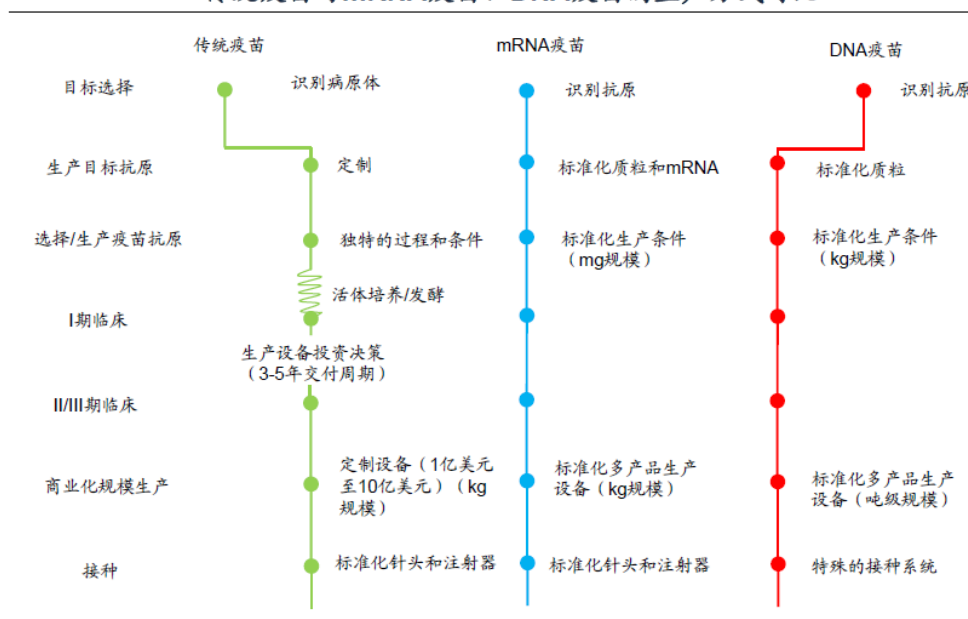 传统疫苗 mRNA疫苗 DNA疫苗
目标选择 识别病原体 识别抗原 识别抗原
生产目标抗原 定制 标准化质粒和mRNA 标准化质粒
选择/生产疫苗抗原 独特的过程和条件 标准化生产条件 标准化生产条件
（mg规模） （kg规模）
活体培养/发酵
I期临床
生产设备投资决策
（3-5年交付周期）
II/III期临床
商业化规模生产 定制设备（1亿美元 标准化多产品生产 标准化多产品生产
至10亿美元）（kg 设备（kg规模） 设备（吨级规模）
规模）
接种 标准化针头和注射器 标准化针头和注射器 特殊的接种系统